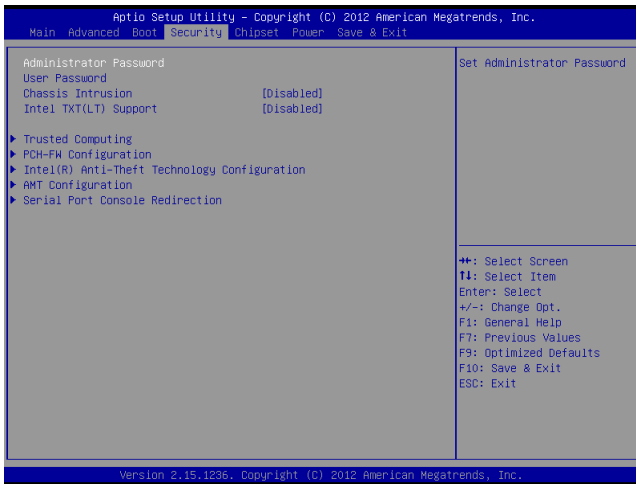 Aptio Setup Utility – Copyright (C) 2012 American Megatrends, Inc.
Main Advanced Boot Security Chipset Power Save & Exit
Administrator Password
User Password
Chassis Intrusion [Disabled]
Intel TXT(LT) Support [Disabled]
Trusted Computing
PCH-FW Configuration
Intel(R) Anti-Theft Technology Configuration
AMT Configuration
Serial Port Console Redirection
Set Administrator Password
→←: Select Screen
↑↓: Select Item
Enter: Select
+/-: Change Opt.
F1: General Help
F7: Previous Values
F9: Optimized Defaults
F10: Save & Exit
ESC: Exit
Version 2.15.1236. Copyright (C) 2012 American Megatrends, Inc.